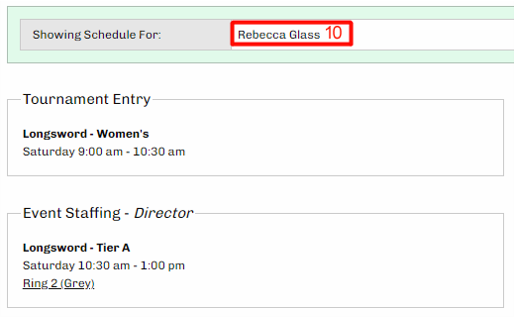 Showing Schedule For: Rebecca Glass 10
Tournament Entry
Longsword - Women's
Saturday 9:00 am - 10:30 am
Event Staffing - Director
Longsword - Tier A
Saturday 10:30 am - 1:00 pm
Ring 2 (Grey)